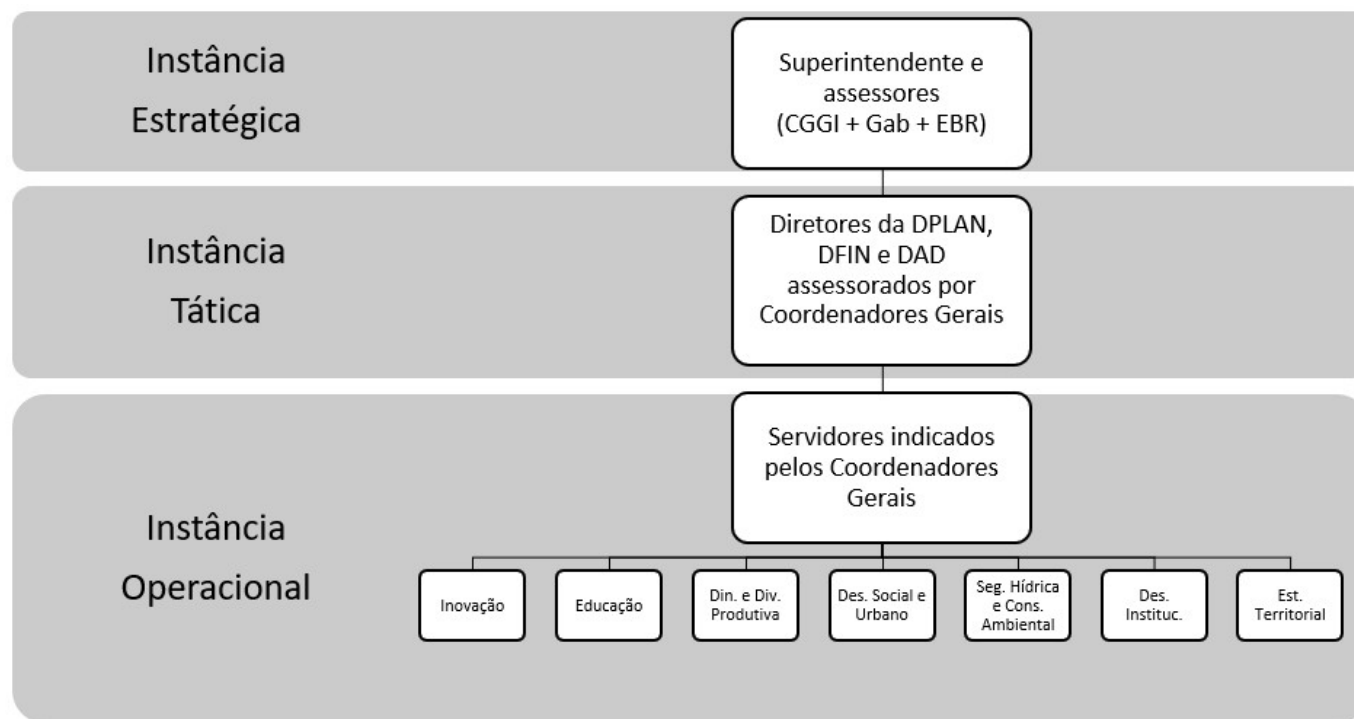 Instância
Estratégica
Superintendente e
assessores
(CGGI + Gab + EBR)
Instância
Tática
Diretores da DPLAN,
DFIN e DAD
assessorados por
Coordenadores Gerais
Instância
Operacional
Servidores indicados
pelos Coordenadores
Gerais
Inovação
Educação
Din. e Div.
Produtiva
Des. Social e
Urbano
Seg. Hídrica
e Cons.
Ambiental
Des.
Instituc.
Est.
Territorial